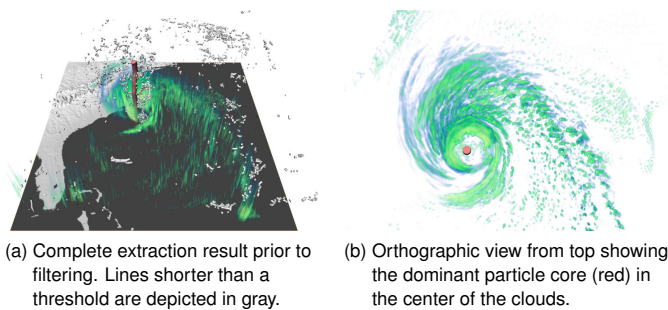 (a) Complete extraction result prior to
filtering. Lines shorter than a
threshold are depicted in gray.
(b) Orthographic view from top showing
the dominant particle core (red) in
the center of the clouds.